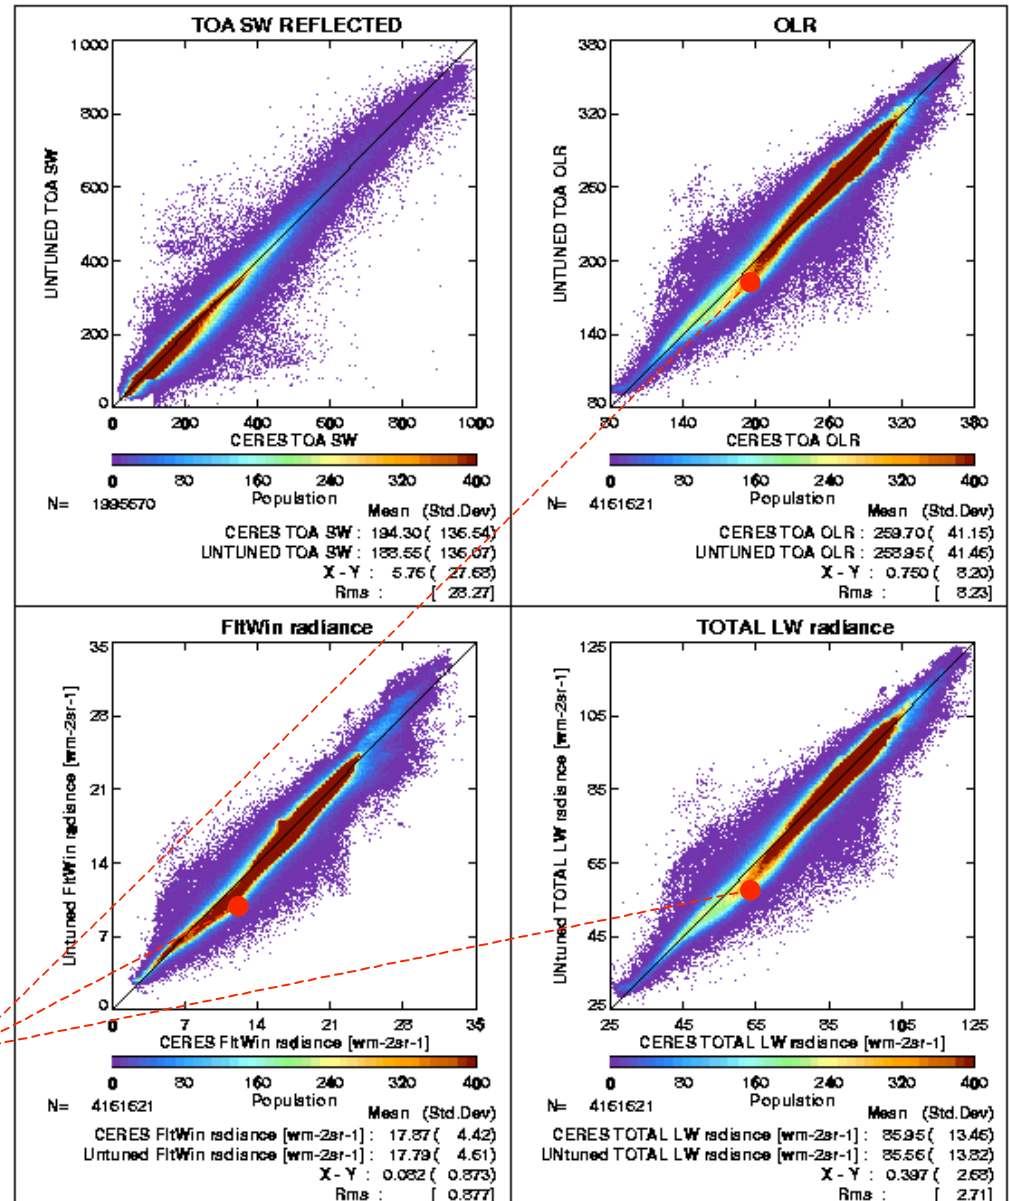 TOA SW REFLECTED
1000
800
600
400
200
0
UNTUNED TOA SW
0 200 400 600 800 1000
CERES TOA SW
0 80 160 240 320 400
Population
N= 1995570
Mean (Std.Dev)
CERES TOA SW : 194.30( 136.54)
UNTUNED TOA SW : 188.55( 136.07)
X - Y : 5.75 ( 27.68)
Rms : [ 28.27]
OLR
380
320
260
200
140
80
UNTUNED TOA OLR
80 140 200 260 320 380
CERES TOA OLR
0 80 160 240 320 400
Population
N= 4161621
Mean (Std.Dev)
CERES TOA OLR : 259.70( 41.15)
UNTUNED TOA OLR : 258.95( 41.46)
X - Y : 0.750 ( 8.20)
Rms : [ 8.23]
FltWin radiance
35
28
21
14
7
0
Untuned FltWin radiance [wm-2sr-1]
0 7 14 21 28 35
CERES FltWin radiance [wm-2sr-1]
0 80 160 240 320 400
Population
N= 4161621
Mean (Std.Dev)
CERES FltWin radiance [wm-2sr-1] : 17.87( 4.42)
Untuned FltWin radiance [wm-2sr-1] : 17.79( 4.61)
X - Y : 0.082 ( 0.873)
Rms : [ 0.877]
TOTAL LW radiance
125
105
85
65
45
25
UNtuned TOTAL LW radiance [wm-2sr-1]
25 45 65 85 105 125
CERES TOTAL LW radiance [wm-2sr-1]
0 80 160 240 320 400
Population
N= 4161621
Mean (Std.Dev)
CERES TOTAL LW radiance [wm-2sr-1] : 85.95( 13.46)
UNtuned TOTAL LW radiance [wm-2sr-1] : 85.56( 13.82)
X - Y : 0.397 ( 2.68)
Rms : [ 2.71]